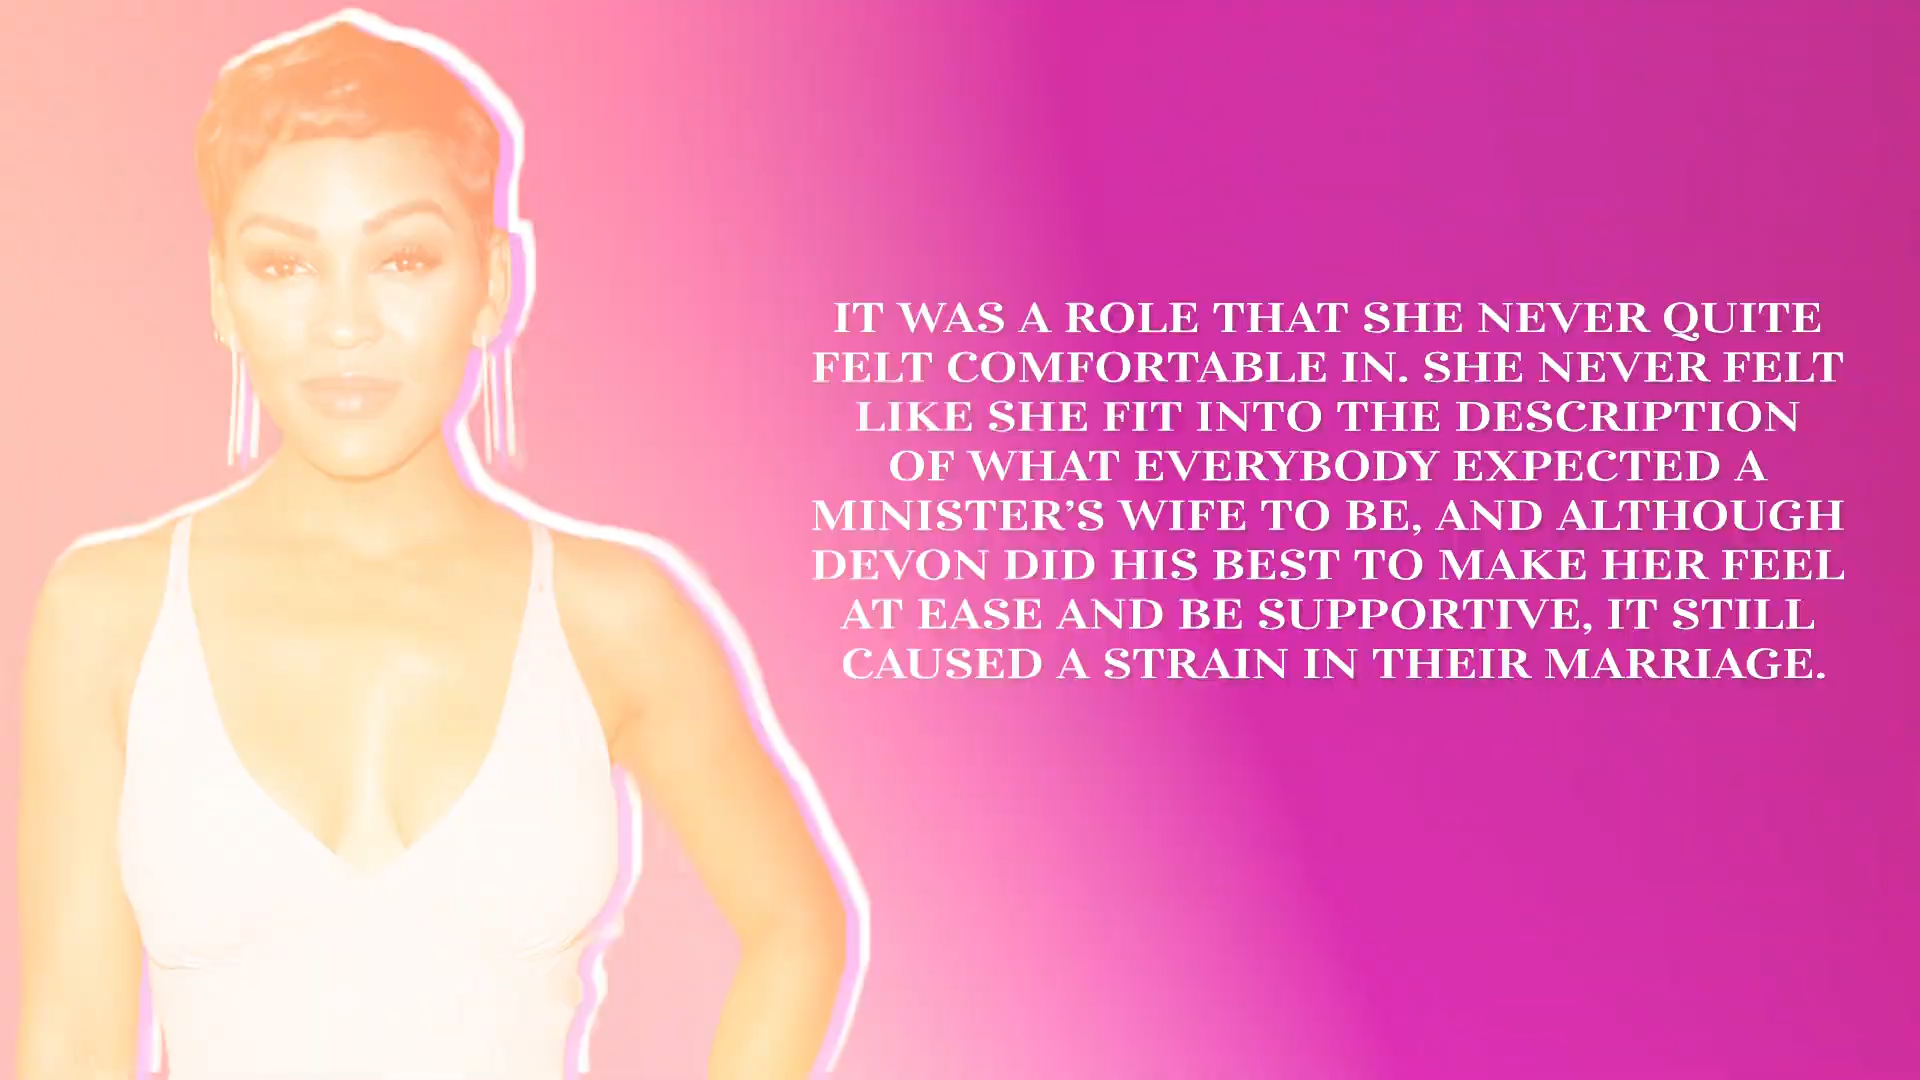 IT WAS A ROLE THAT SHE NEVER QUITE
FELT COMFORTABLE IN. SHE NEVER FELT
LIKE SHE FIT INTO THE DESCRIPTION
OF WHAT EVERYBODY EXPECTED A
MINISTER’S WIFE TO BE, AND ALTHOUGH
DEVON DID HIS BEST TO MAKE HER FEEL
AT EASE AND BE SUPPORTIVE, IT STILL
CAUSED A STRAIN IN THEIR MARRIAGE.